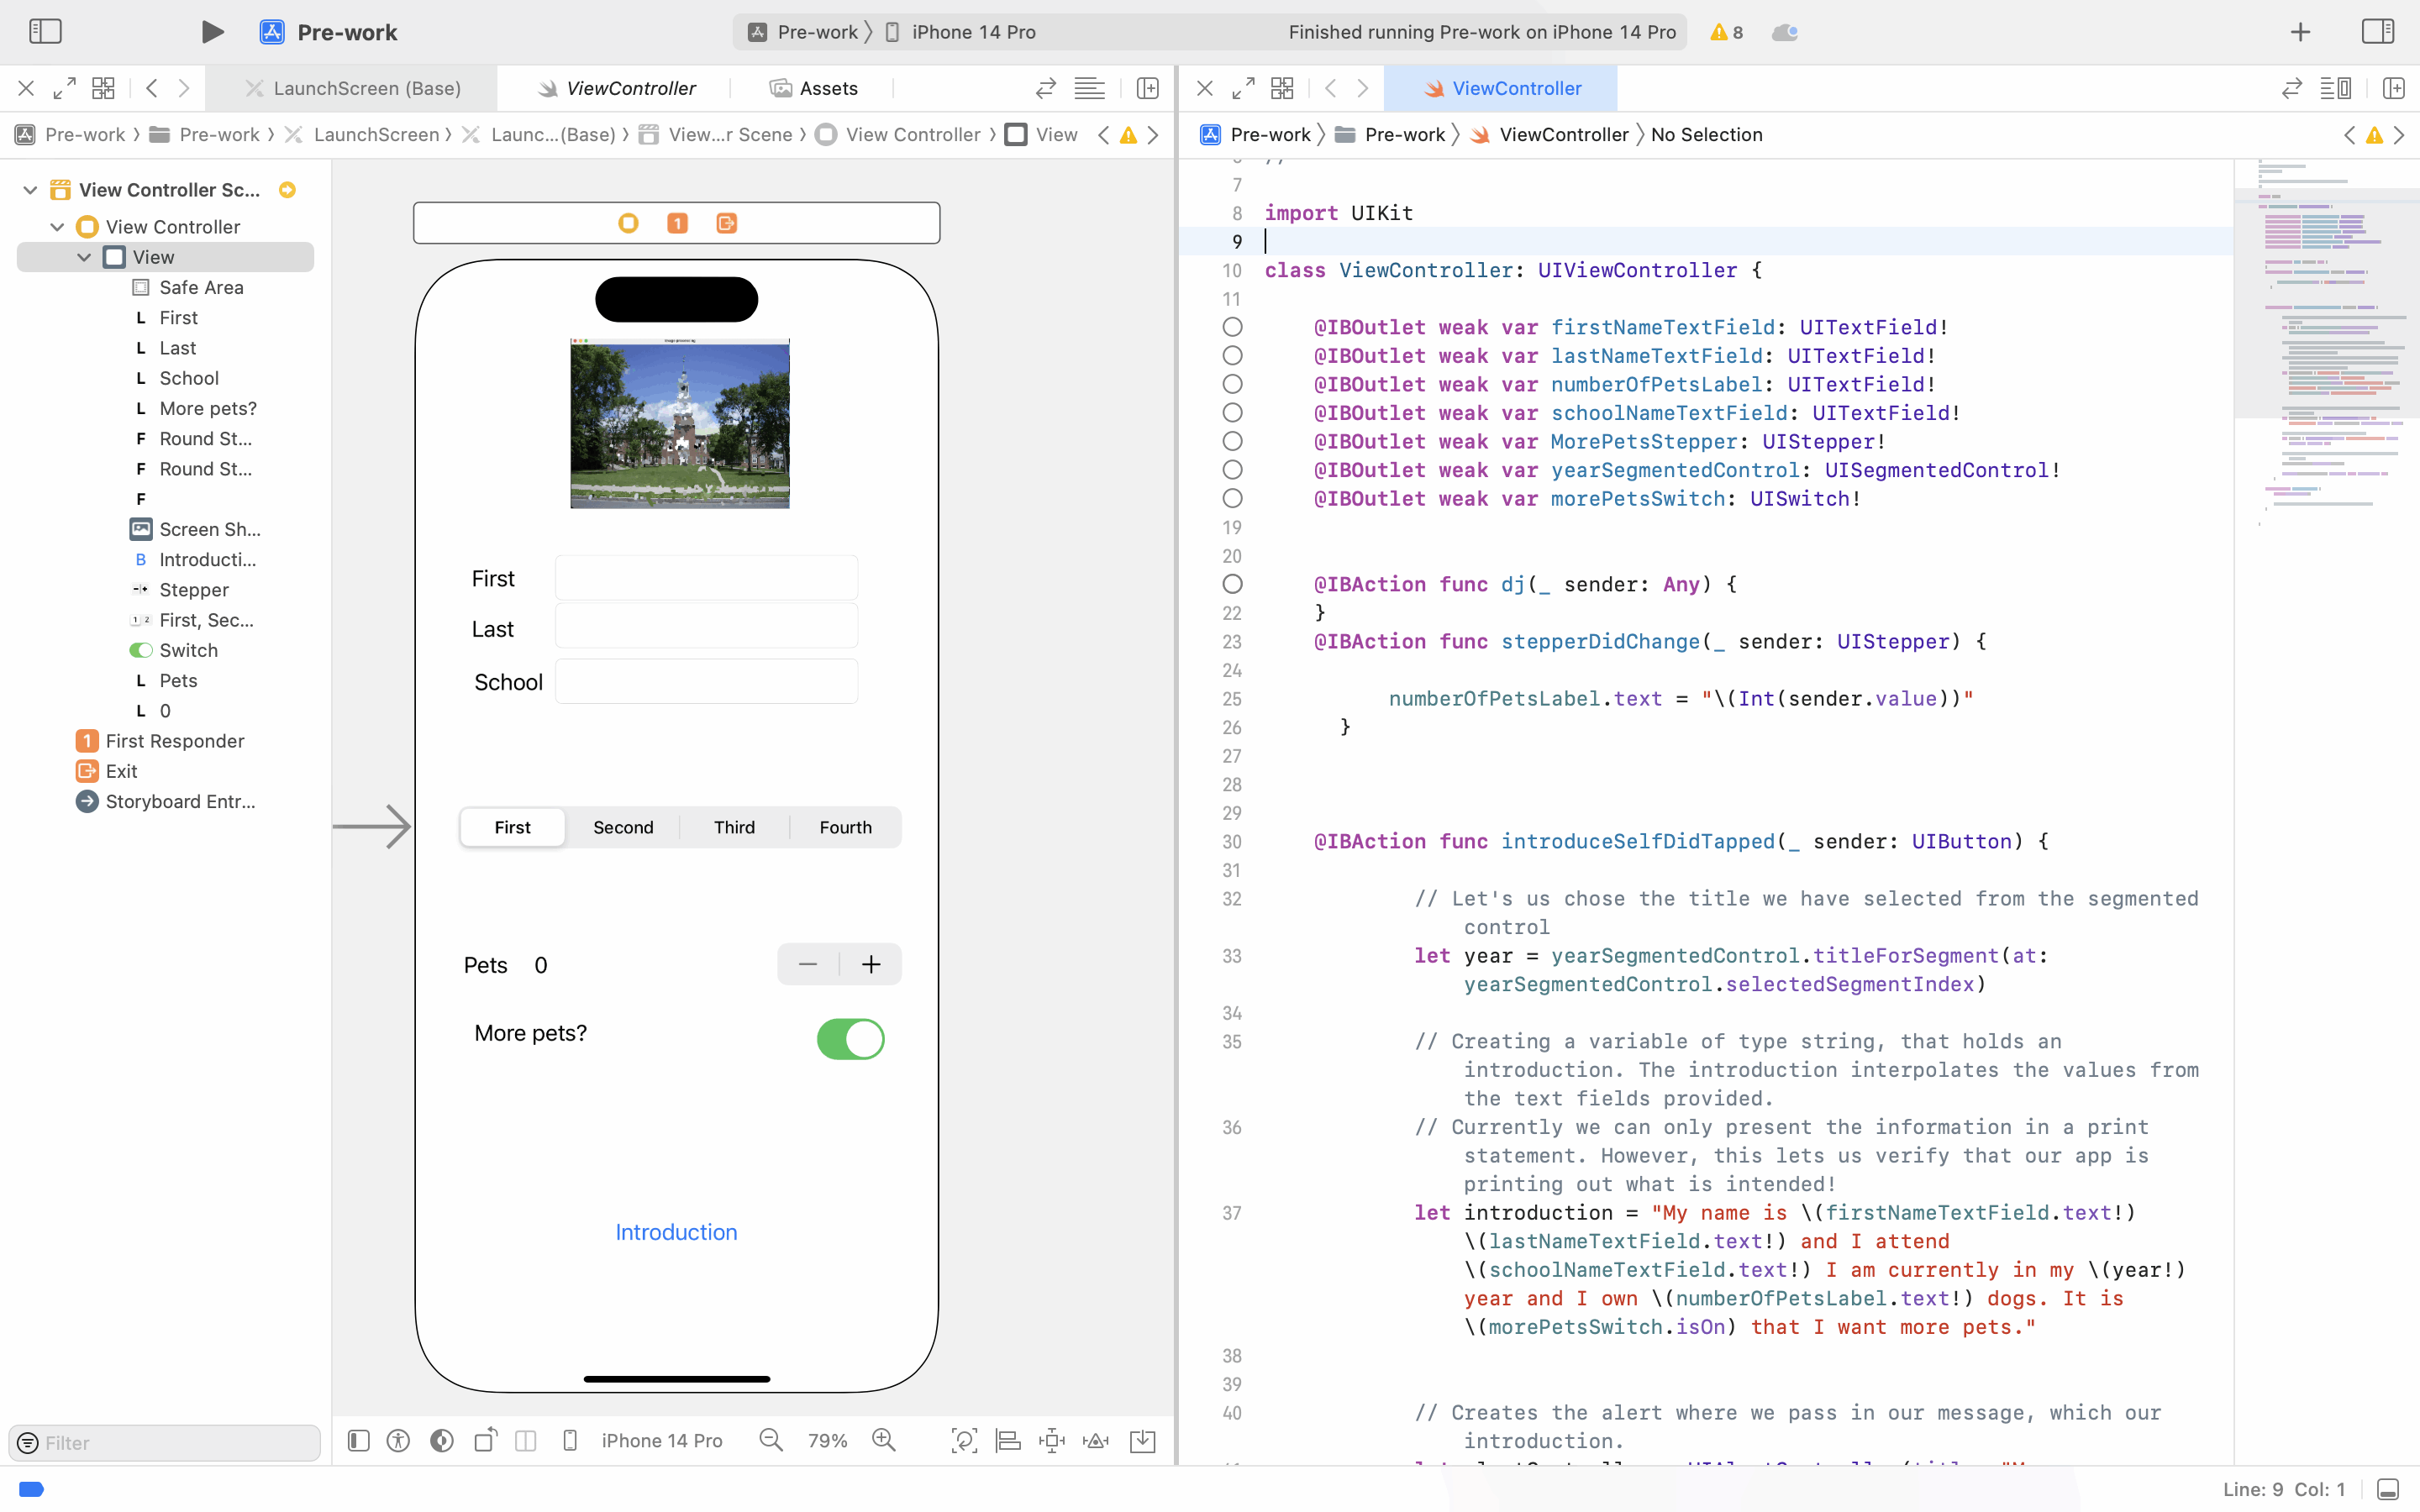 Pre-work
Pre-work 〉 iPhone 14 Pro
Finished running Pre-work on iPhone 14 Pro
8
LaunchScreen (Base)
ViewController
Assets
ViewController
Pre-work 〉 Pre-work 〉 LaunchScreen 〉 Launc...(Base) 〉 View...r Scene 〉 View Controller 〉 View
Pre-work 〉 Pre-work 〉 ViewController 〉 No Selection
View Controller Sc...
View Controller
View
Safe Area
L First
L Last
L School
L More pets?
F Round St...
F Round St...
F
Screen Sh...
B Introducti...
Stepper
1 2 First, Sec...
Switch
L Pets
L 0
1 First Responder
Exit
Storyboard Entr...
Filter
1
First
Last
School
First Second Third Fourth
Pets 0
More pets?
Introduction
iPhone 14 Pro
79%
7
8 import UIKit
9
10 class ViewController: UIViewController {
11
@IBOutlet weak var firstNameTextField: UITextField!
@IBOutlet weak var lastNameTextField: UITextField!
@IBOutlet weak var numberOfPetsLabel: UITextField!
@IBOutlet weak var schoolNameTextField: UITextField!
@IBOutlet weak var MorePetsStepper: UIStepper!
@IBOutlet weak var yearSegmentedControl: UISegmentedControl!
@IBOutlet weak var morePetsSwitch: UISwitch!
19
20
@IBAction func dj(_ sender: Any) {
22 }
23 @IBAction func stepperDidChange(_ sender: UIStepper) {
24
25 numberOfPetsLabel.text = "\(Int(sender.value))"
26 }
27
28
29
30 @IBAction func introduceSelfDidTapped(_ sender: UIButton) {
31
32 // Let's us chose the title we have selected from the segmented
control
33 let year = yearSegmentedControl.titleForSegment(at:
yearSegmentedControl.selectedSegmentIndex)
34
35 // Creating a variable of type string, that holds an
introduction. The introduction interpolates the values from
the text fields provided.
36 // Currently we can only present the information in a print
statement. However, this lets us verify that our app is
printing out what is intended!
37 let introduction = "My name is \(firstNameTextField.text!)
\(lastNameTextField.text!) and I attend
\(schoolNameTextField.text!) I am currently in my \(year!)
year and I own \(numberOfPetsLabel.text!) dogs. It is
\(morePetsSwitch.isOn) that I want more pets."
38
39
40 // Creates the alert where we pass in our message, which our
introduction.
Line: 9 Col: 1